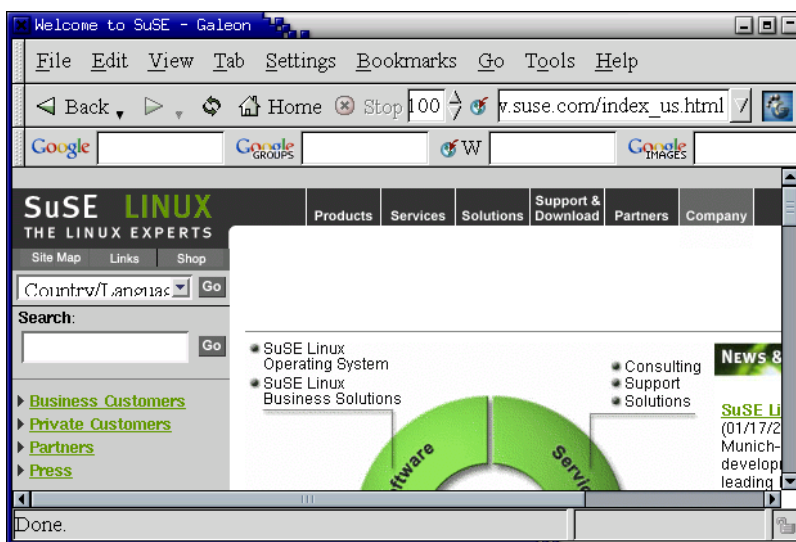 Welcome to SuSE - Galeon
File Edit View Tab Settings Bookmarks Go Tools Help
Back Home Stop 100 .suse.com/index_us.html
Google Google GROUPS W Google IMAGES
SuSE LINUX
THE LINUX EXPERTS
Products Services Solutions Support & Download Partners Company
Site Map Links Shop
Country/Languag Go
Search:
Go
Business Customers
Private Customers
Partners
Press
SuSE Linux
Operating System
SuSE Linux
Business Solutions
Consulting
Support
Solutions
Software
Servic
NEWS &
SuSE Li
(01/17/2
Munich-
develop
leading
Done.